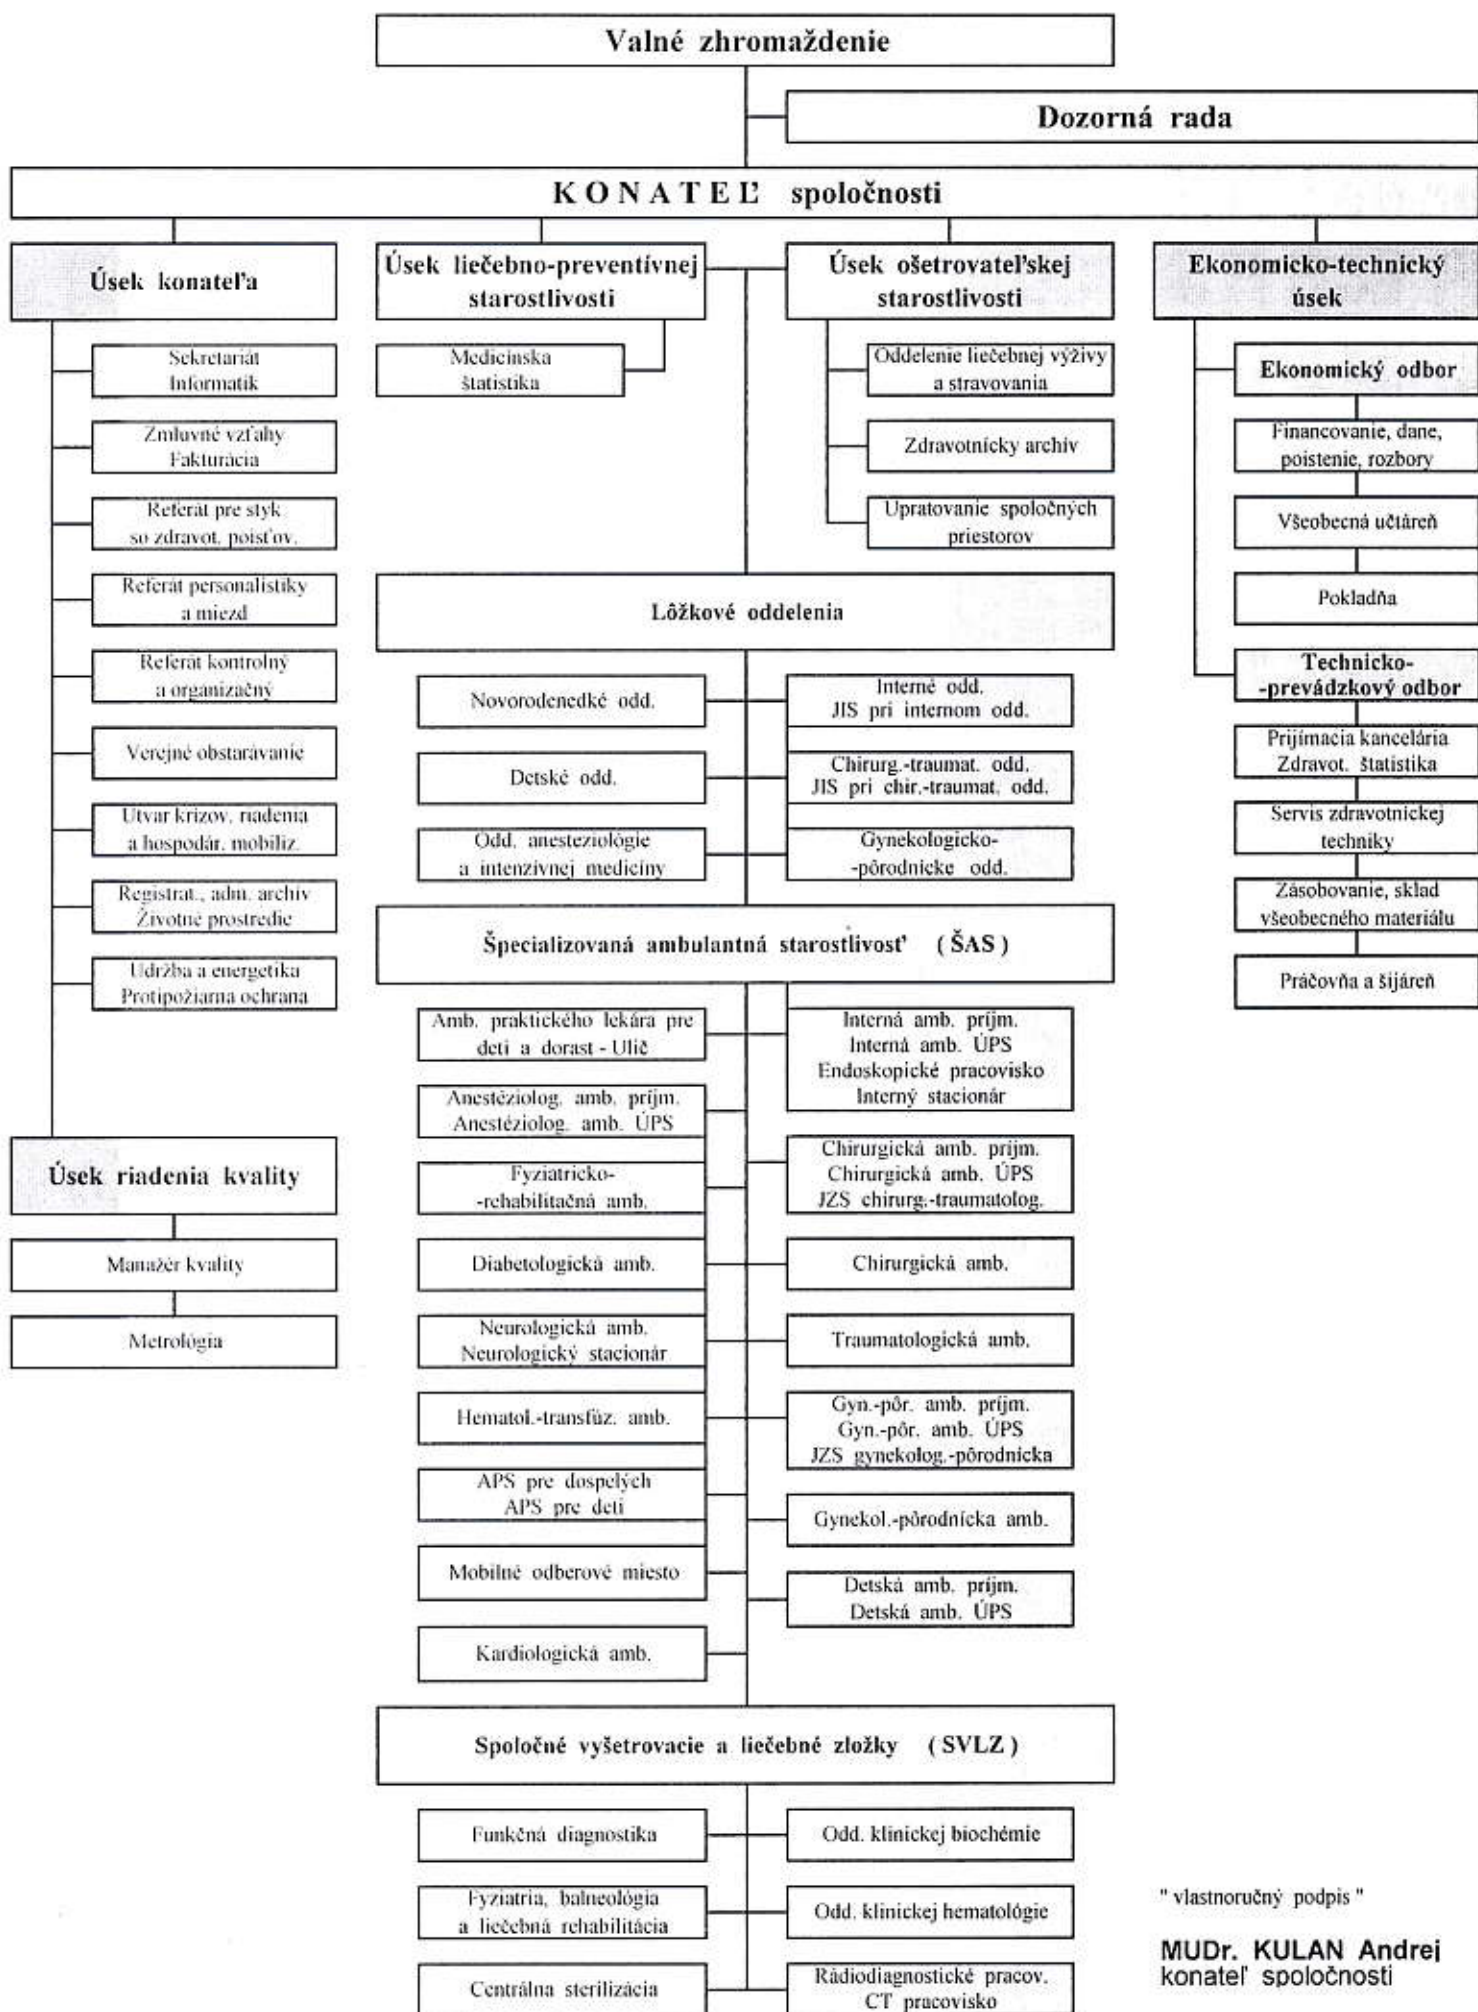 Valné zhromaždenie
Dozorná rada
KONATEĽ spoločnosti
Úsek konateľa
Sekretariát
Informatik
Zmluvné vzťahy
Fakturácia
Referát pre styk
so zdravot. poisťov.
Referát personalistiky
a miezd
Referát kontrolný
a organizačný
Verejné obstarávanie
Utvar krízov. riadenia
a hospodár. mobiliz.
Registrat., adm. archív
Životné prostredie
Udržba a energetika
Protipožiarna ochrana
Úsek riadenia kvality
Manažér kvality
Metrológia
Úsek liečebno-preventívnej
starostlivosti
Medicínska
štatistika
Úsek ošetrovateľskej
starostlivosti
Oddelenie liečebnej výživy
a stravovania
Zdravotnícky archív
Upratovanie spoločných
priestorov
Ekonomicko-technický
úsek
Ekonomický odbor
Financovanie, dane,
poistenie, rozbory
Všeobecná učtáreň
Pokladňa
Technicko-
-prevádzkový odbor
Prijímacia kancelária
Zdravot. štatistika
Servis zdravotníckej
techniky
Zásobovanie, sklad
všeobecného materiálu
Práčovňa a šijáreň
Lôžkové oddelenia
Novorodenedké odd.
Interné odd.
JIS pri internom odd.
Detské odd.
Chirurg.-traumat. odd.
JIS pri chir.-traumat. odd.
Odd. anesteziológie
a intenzívnej medicíny
Gynekologicko-
-pôrodnícke odd.
Špecializovaná ambulantná starostlivosť ( ŠAS )
Amb. praktického lekára pre
deti a dorast - Ulič
Anestéziolog. amb. príjm.
Anestéziolog. amb. ÚPS
Fyziatricko-
-rehabilitačná amb.
Diabetologická amb.
Neurologická amb.
Neurologický stacionár
Hematol.-transfúz. amb.
APS pre dospelých
APS pre deti
Mobilné odberové miesto
Kardiologická amb.
Interná amb. príjm.
Interná amb. ÚPS
Endoskopické pracovisko
Interný stacionár
Chirurgická amb. príjm.
Chirurgická amb. ÚPS
JZS chirurg.-traumatolog.
Chirurgická amb.
Traumatologická amb.
Gyn.-pôr. amb. príjm.
Gyn.-pôr. amb. ÚPS
JZS gynekolog.-pôrodnícka
Gynekol.-pôrodnícka amb.
Detská amb. príjm.
Detská amb. ÚPS
Spoločné vyšetrovacie a liečebné zložky ( SVLZ )
Funkčná diagnostika
Odd. klinickej biochémie
Fyziatria, balneológia
a liečebná rehabilitácia
Odd. klinickej hematológie
Centrálna sterilizácia
Rádiodiagnostické pracov.
CT pracovisko
" vlastnoručný podpis "
MUDr. KULAN Andrej
konateľ spoločnosti